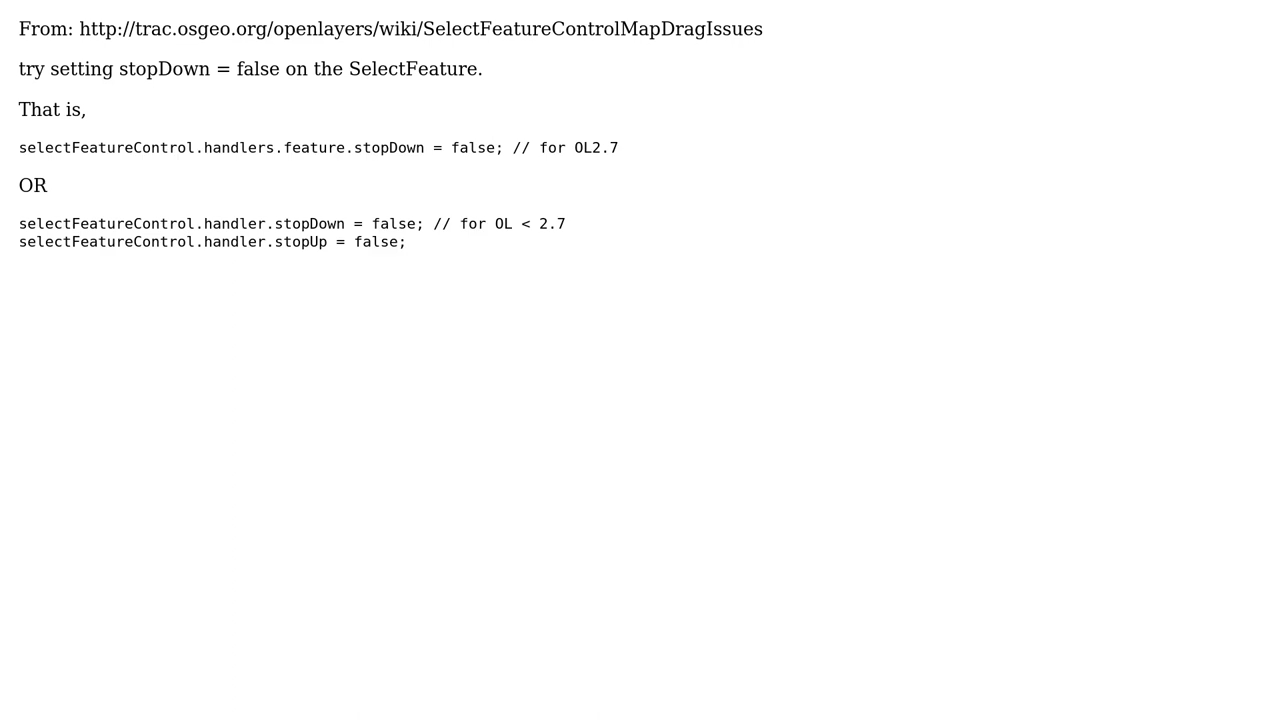 From: http://trac.osgeo.org/openlayers/wiki/SelectFeatureControlMapDragIssues
try setting stopDown = false on the SelectFeature.
That is,
selectFeatureControl.handlers.feature.stopDown = false; // for OL2.7
OR
selectFeatureControl.handler.stopDown = false; // for OL < 2.7
selectFeatureControl.handler.stopUp = false;